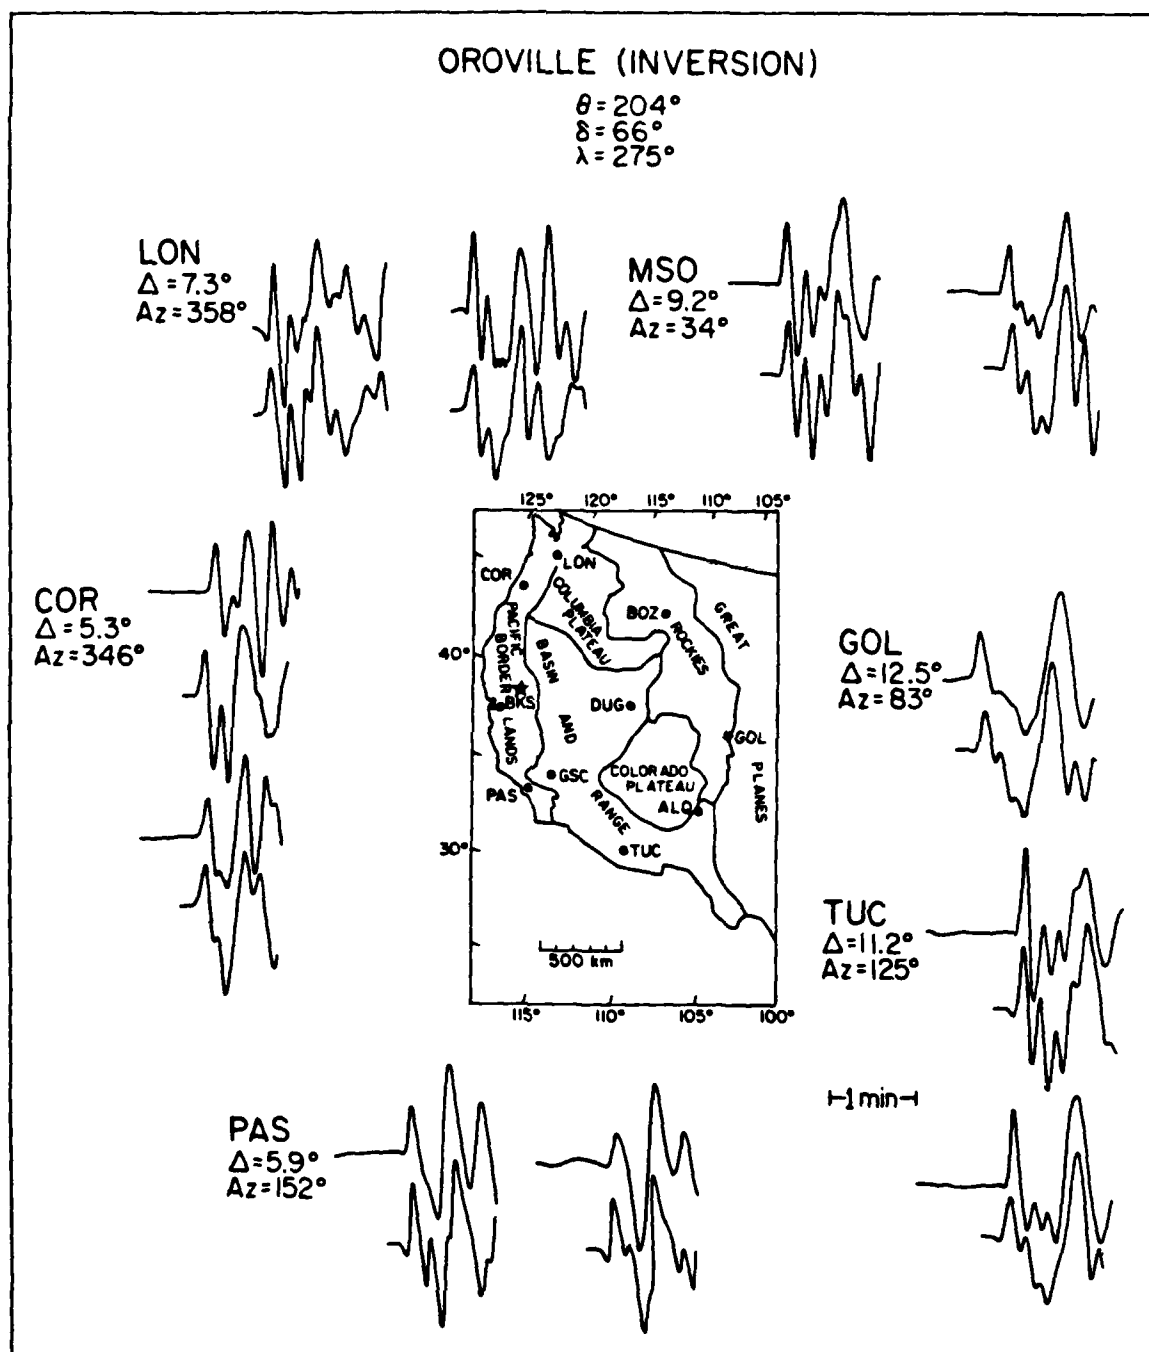 OROVILLE (INVERSION)
θ = 204°
δ = 66°
λ = 275°
LON
Δ = 7.3°
Az = 358°
MSO
Δ = 9.2°
Az = 34°
COR
Δ = 5.3°
Az = 346°
GOL
Δ = 12.5°
Az = 83°
TUC
Δ = 11.2°
Az = 125°
PAS
Δ = 5.9°
Az = 152°
1 min
125° 120° 115° 110° 105°
LON
COR
COLUMBIA PLATEAU
BOZ
GREAT PLANES
ROCKIES
PACIFIC BORDER LANDS
BASIN AND RANGE
40°
BKS
DUG
GOL
GSC
COLORADO PLATEAU
PAS
ALQ
30°
TUC
500 km
115° 110° 105° 100°